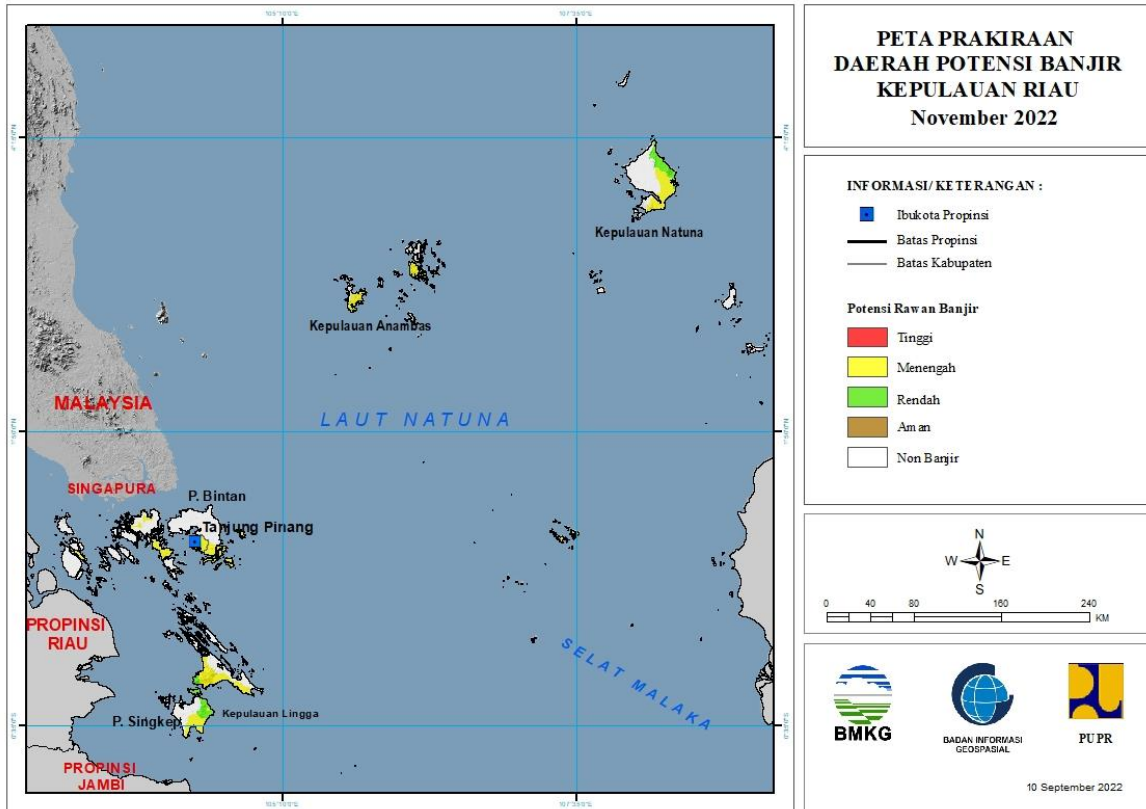 PETA PRAKIRAAN
DAERAH POTENSI BANJIR
KEPULAUAN RIAU
November 2022
INFORMASI/ KETERANGAN :
Ibukota Propinsi
Batas Propinsi
Batas Kabupaten
Potensi Rawan Banjir
Tinggi
Menengah
Rendah
Aman
Non Banjir
N
W E
S
0 40 80 160 240
KM
BMKG
BADAN INFORMASI
GEOSPASIAL
PUPR
10 September 2022
Kepulauan Natuna
Kepulauan Anambas
MALAYSIA
LAUT NATUNA
SINGAPURA
P. Bintan
Tanjung Pinang
PROPINSI
RIAU
SELAT MALAKA
P. Singkep
Kepulauan Lingga
PROPINSI
JAMBI